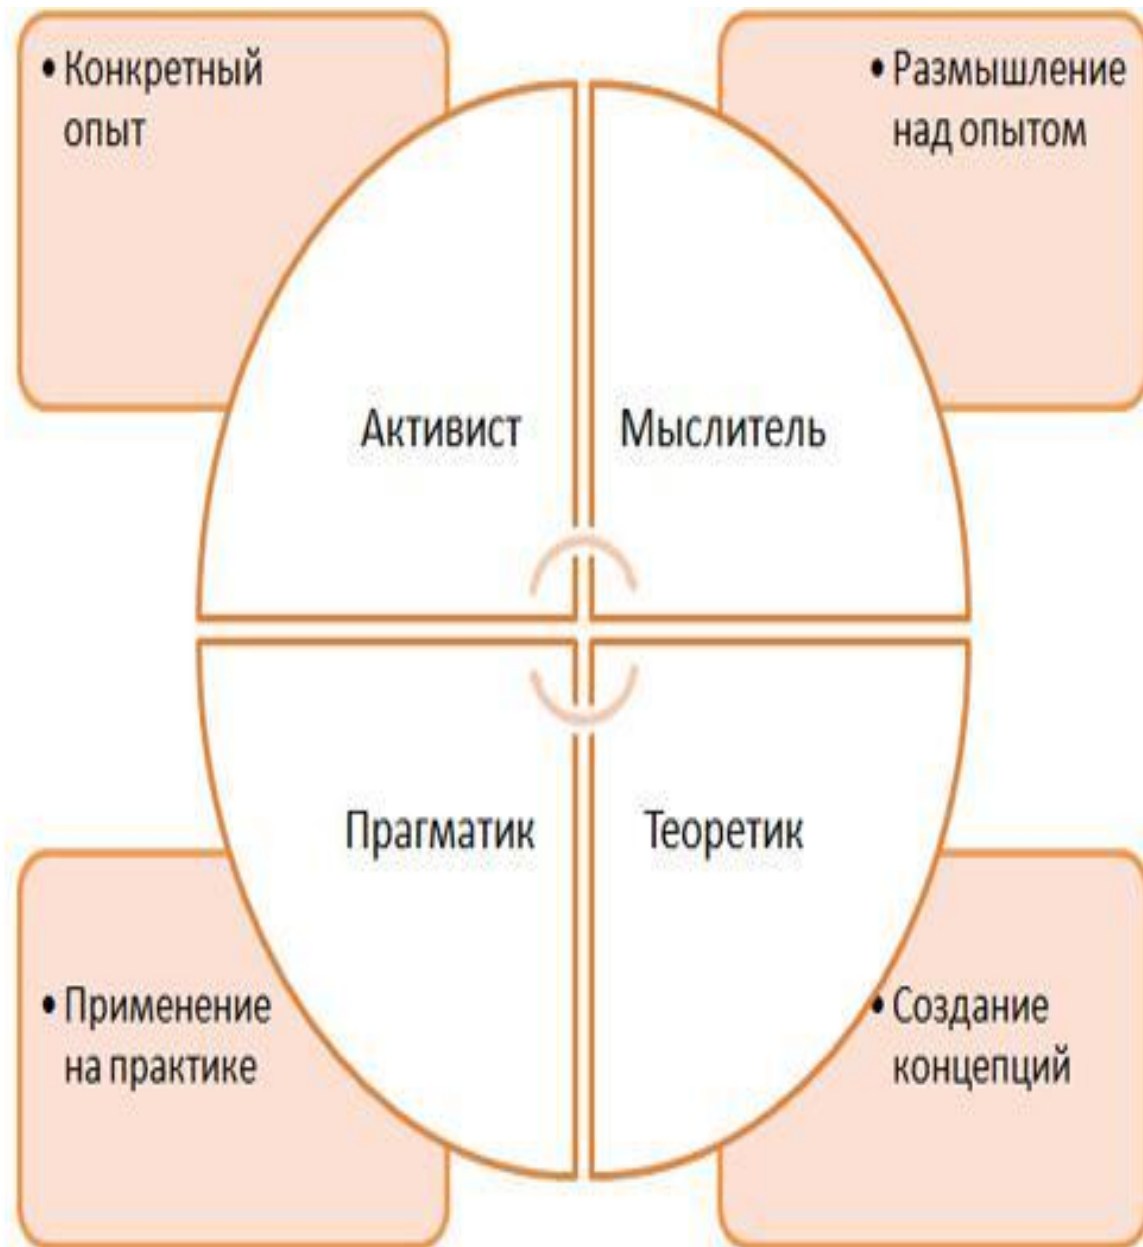 • Конкретный
опыт
• Размышление
над опытом
Активист
Мыслитель
Прагматик
Теоретик
• Применение
на практике
• Создание
концепций